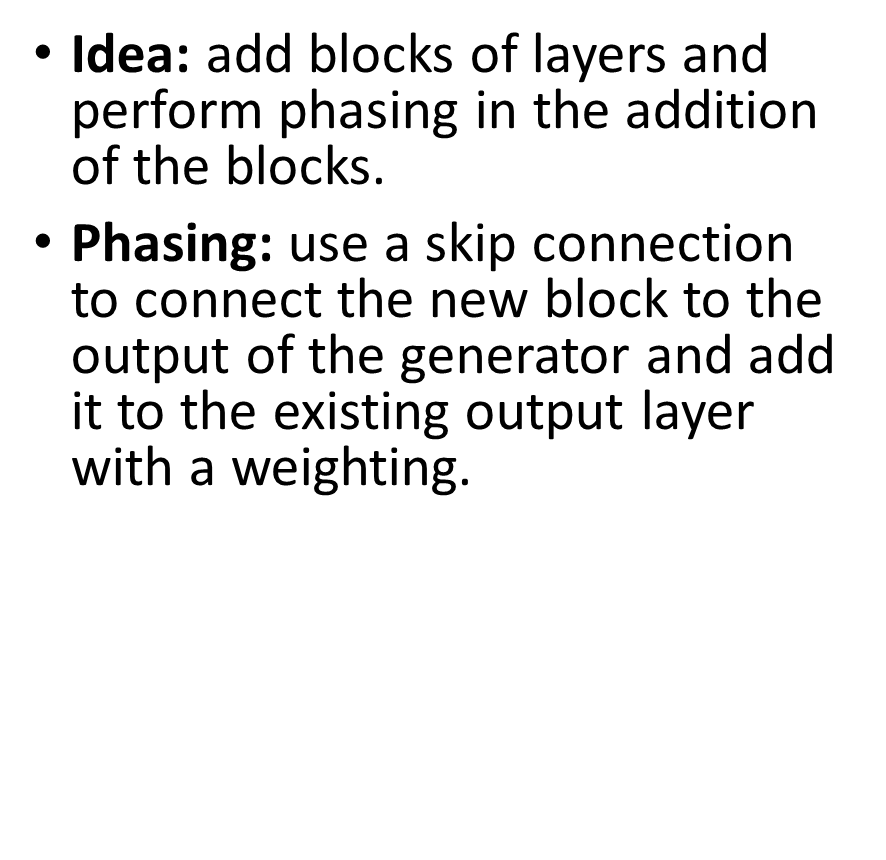 • Idea: add blocks of layers and
perform phasing in the addition
of the blocks.
• Phasing: use a skip connection
to connect the new block to the
output of the generator and add
it to the existing output layer
with a weighting.